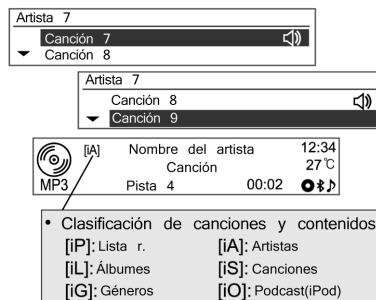 Artista 7
Canción 7
Canción 8
Artista 7
Canción 8
Canción 9
[iA] Nombre del artista 12:34
Canción 27℃
MP3 Pista 4 00:02
• Clasificación de canciones y contenidos
[iP]: Lista r. [iA]: Artistas
[iL]: Álbumes [iS]: Canciones
[iG]: Géneros [iO]: Podcast(iPod)